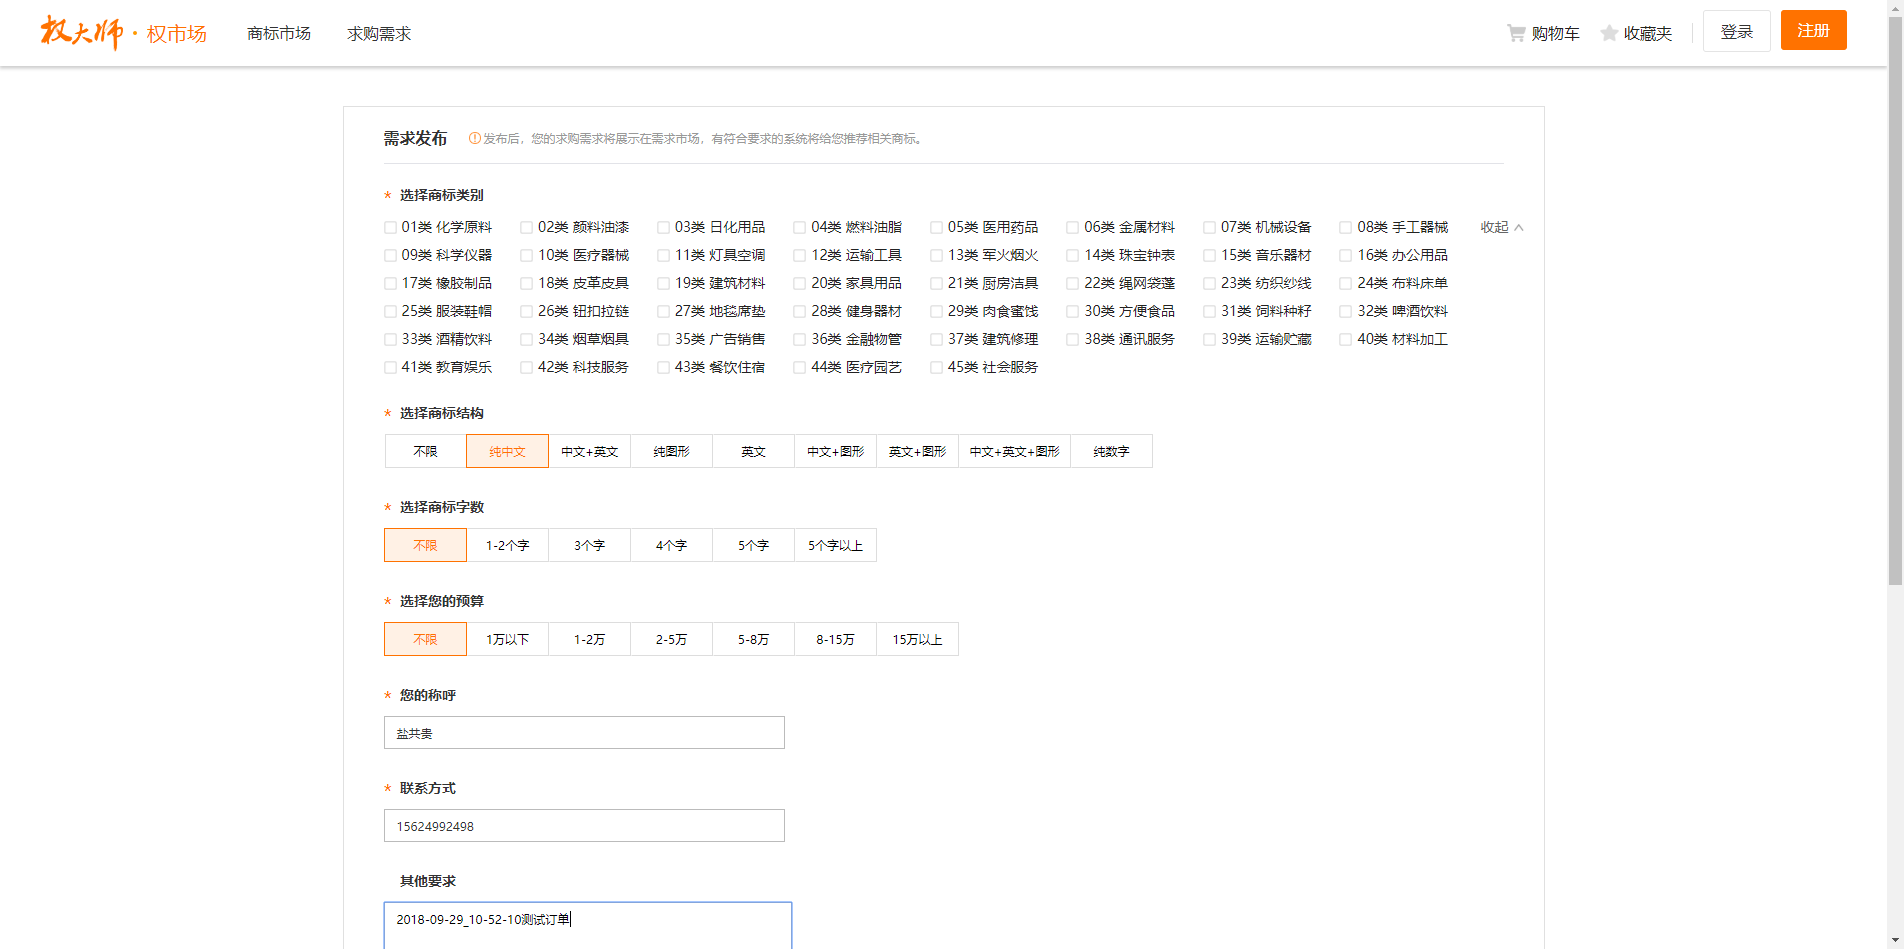 权大师·权市场 商标市场 求购需求 购物车 收藏夹 登录 注册
需求发布 发布后，您的求购需求将展示在需求市场，有符合要求的系统将给您推荐相关商标。
* 选择商标类别
01类 化学原料 02类 颜料油漆 03类 日化用品 04类 燃料油脂 05类 医用药品 06类 金属材料 07类 机械设备 08类 手工器械 收起
09类 科学仪器 10类 医疗器械 11类 灯具空调 12类 运输工具 13类 军火烟火 14类 珠宝钟表 15类 音乐器材 16类 办公用品
17类 橡胶制品 18类 皮革皮具 19类 建筑材料 20类 家具用品 21类 厨房洁具 22类 绳网袋蓬 23类 纺织纱线 24类 布料床单
25类 服装鞋帽 26类 钮扣拉链 27类 地毯席垫 28类 健身器材 29类 肉食蜜饯 30类 方便食品 31类 饲料种籽 32类 啤酒饮料
33类 酒精饮料 34类 烟草烟具 35类 广告销售 36类 金融物管 37类 建筑修理 38类 通讯服务 39类 运输贮藏 40类 材料加工
41类 教育娱乐 42类 科技服务 43类 餐饮住宿 44类 医疗园艺 45类 社会服务
* 选择商标结构
不限 纯中文 中文+英文 纯图形 英文 中文+图形 英文+图形 中文+英文+图形 纯数字
* 选择商标字数
不限 1-2个字 3个字 4个字 5个字 5个字以上
* 选择您的预算
不限 1万以下 1-2万 2-5万 5-8万 8-15万 15万以上
* 您的称呼
盐共贵
* 联系方式
15624992498
其他要求
2018-09-29_10-52-10测试订单